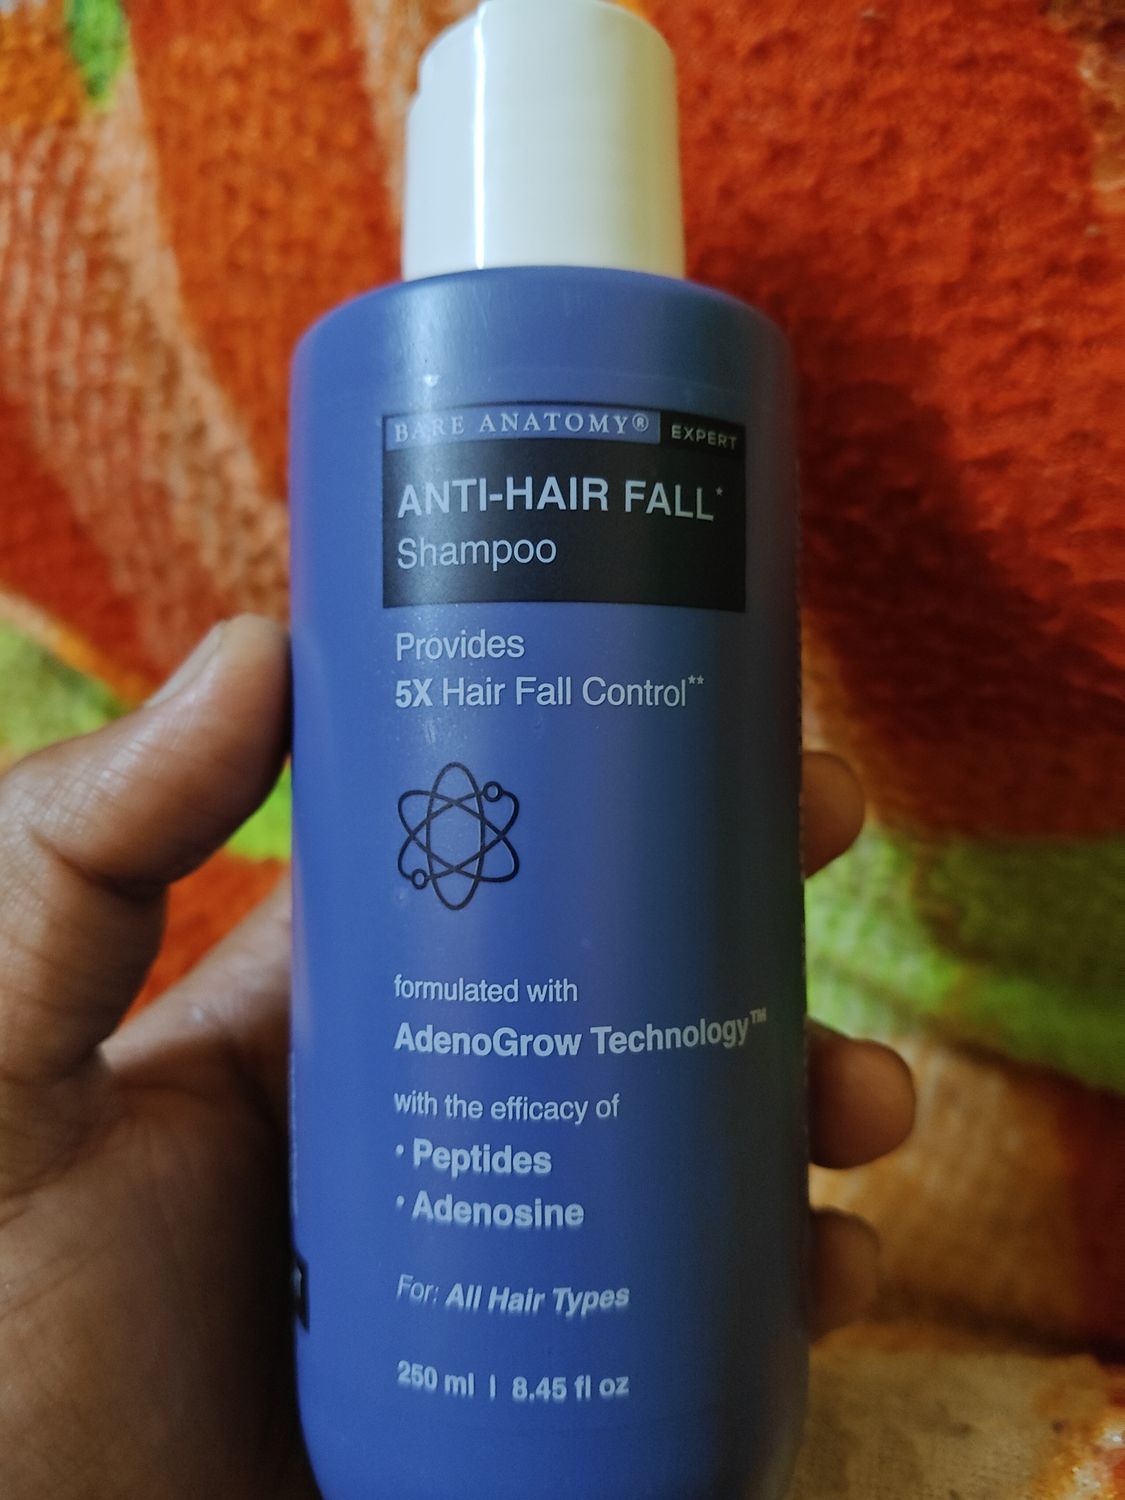 BARE ANATOMY® EXPERT
ANTI-HAIR FALL*
Shampoo
Provides
5X Hair Fall Control**
formulated with
AdenoGrow Technology™
with the efficacy of
• Peptides
• Adenosine
For: All Hair Types
250 ml | 8.45 fl oz